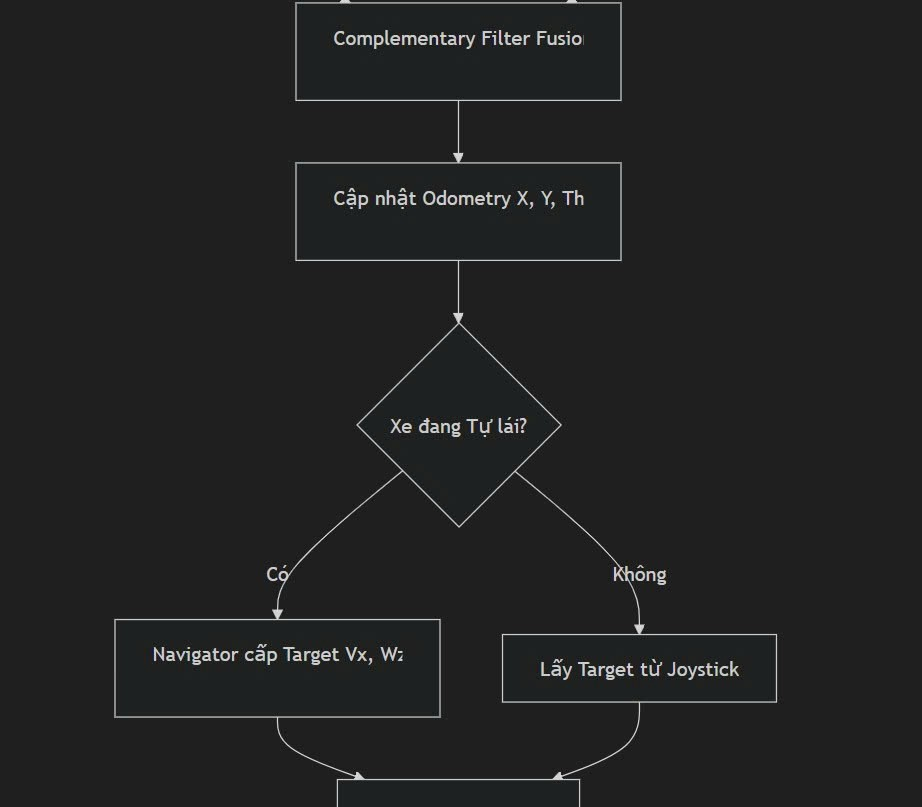 Complementary Filter Fusio
Cập nhật Odometry X, Y, Th
Xe đang Tự lái?
Có
Không
Navigator cấp Target Vx, Wz
Lấy Target từ Joystick